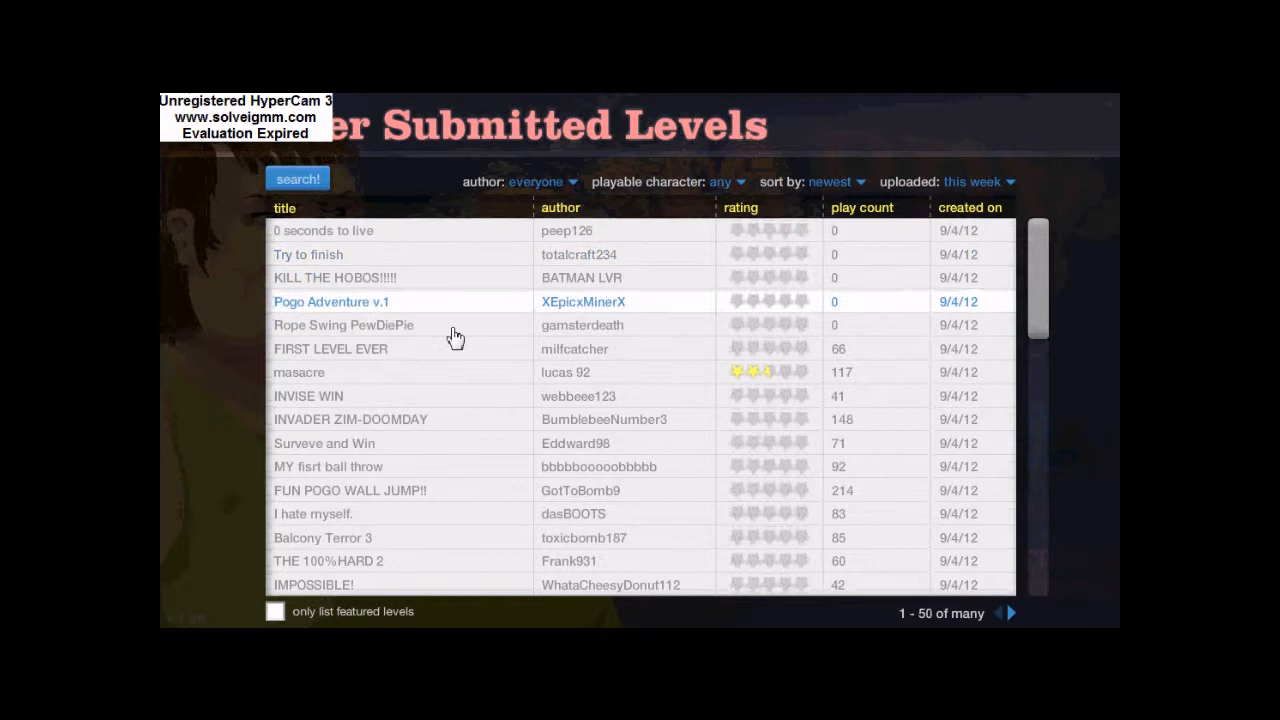 Unregistered HyperCam 3
www.solveigmm.com
Evaluation Expired
er Submitted Levels
search!
author: everyone playable character: any sort by: newest uploaded: this week
title author rating play count created on
0 seconds to live peep126 0 9/4/12
Try to finish totalcraft234 0 9/4/12
KILL THE HOBOS!!!!! BATMAN LVR 0 9/4/12
Pogo Adventure v.1 XEpicxMinerX 0 9/4/12
Rope Swing PewDiePie gamsterdeath 0 9/4/12
FIRST LEVEL EVER milfcatcher 66 9/4/12
masacre lucas 92 117 9/4/12
INVISE WIN webbeee123 41 9/4/12
INVADER ZIM-DOOMDAY BumblebeeNumber3 148 9/4/12
Surveve and Win Eddward98 71 9/4/12
MY fisrt ball throw bbbbbooooobbbbb 92 9/4/12
FUN POGO WALL JUMP!! GotToBomb9 214 9/4/12
I hate myself. dasBOOTS 83 9/4/12
Balcony Terror 3 toxicbomb187 85 9/4/12
THE 100%HARD 2 Frank931 60 9/4/12
IMPOSSIBLE! WhataCheesyDonut112 42 9/4/12
only list featured levels
1 - 50 of many